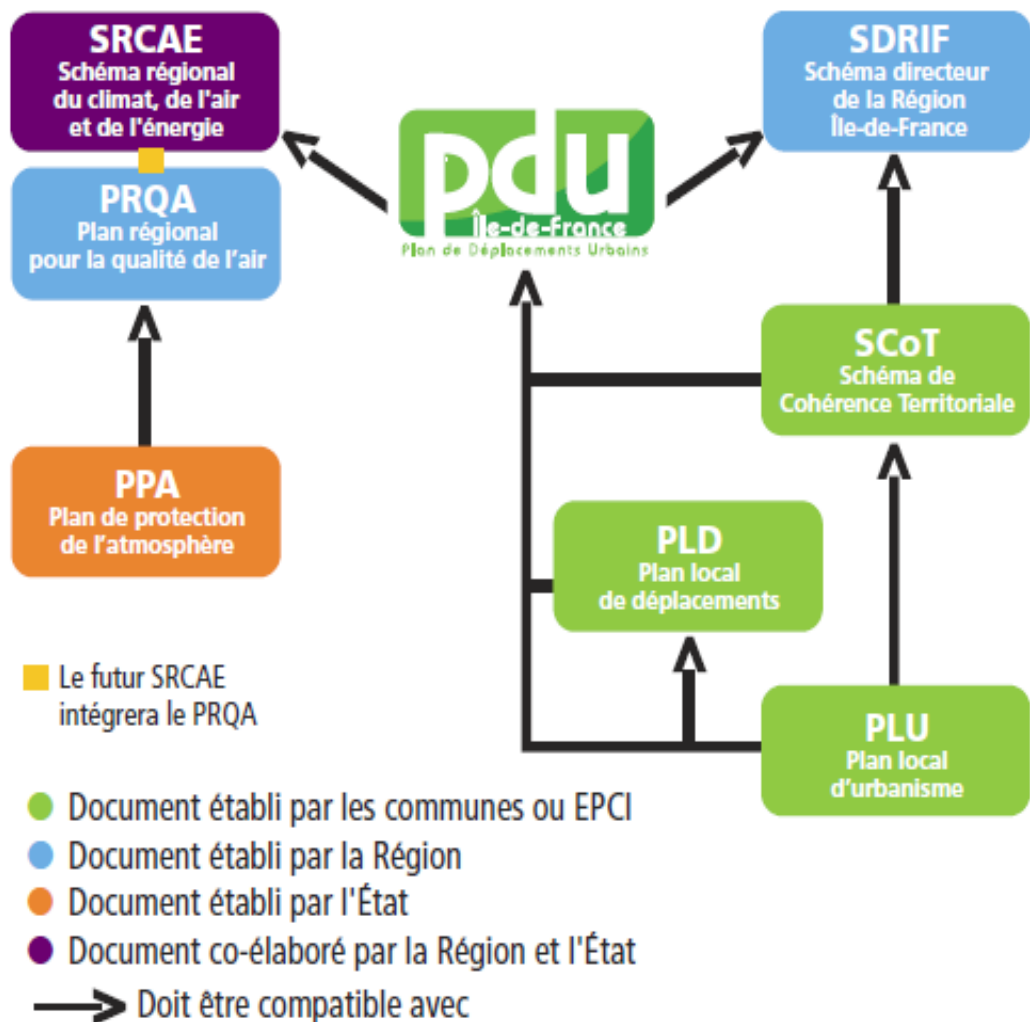 SRCAE
Schéma régional
du climat, de l'air
et de l'énergie
PRQA
Plan régional
pour la qualité de l'air
PPA
Plan de protection
de l'atmosphère
pdu
Île-de-France
Plan de Déplacements Urbains
SDRIF
Schéma directeur
de la Région
Île-de-France
SCoT
Schéma de
Cohérence Territoriale
PLD
Plan local
de déplacements
PLU
Plan local
d'urbanisme
Le futur SRCAE
intégrera le PRQA
Document établi par les communes ou EPCI
Document établi par la Région
Document établi par l'État
Document co-élaboré par la Région et l'État
Doit être compatible avec